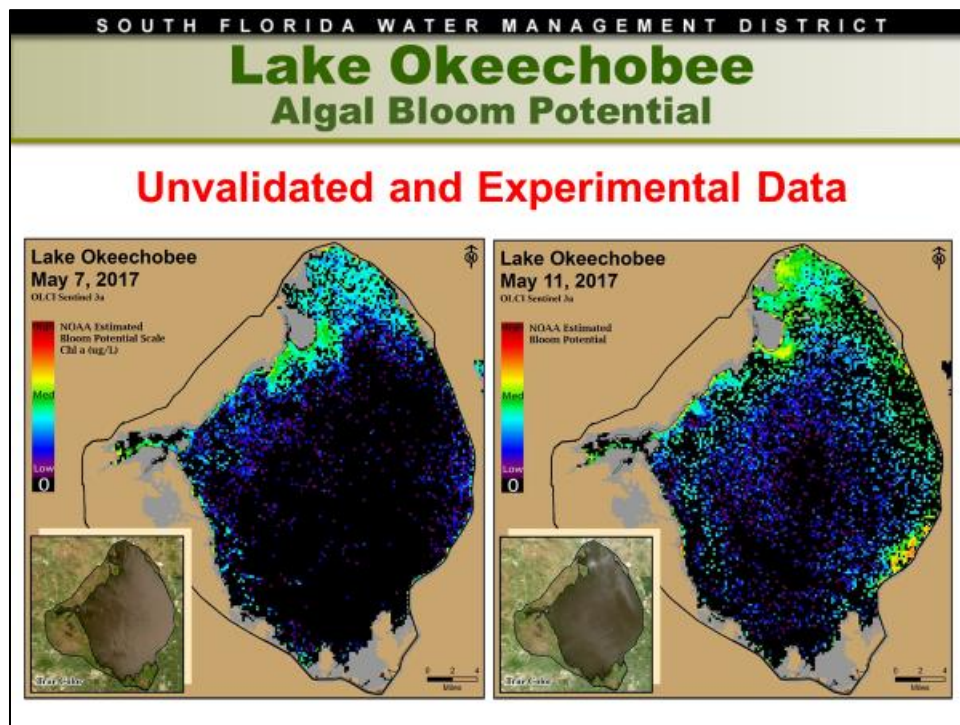 SOUTH FLORIDA WATER MANAGEMENT DISTRICT
Lake Okeechobee
Algal Bloom Potential
Unvalidated and Experimental Data
Lake Okeechobee
May 7, 2017
OLCI Sentinel 3a
High
NOAA Estimated
Bloom Potential Scale
Chl a (ug/L)
Med
Low
0
True Color
N
0 2 4
Miles
Lake Okeechobee
May 11, 2017
OLCI Sentinel 3a
High
NOAA Estimated
Bloom Potential
Med
Low
0
True Color
N
0 2 4
Miles